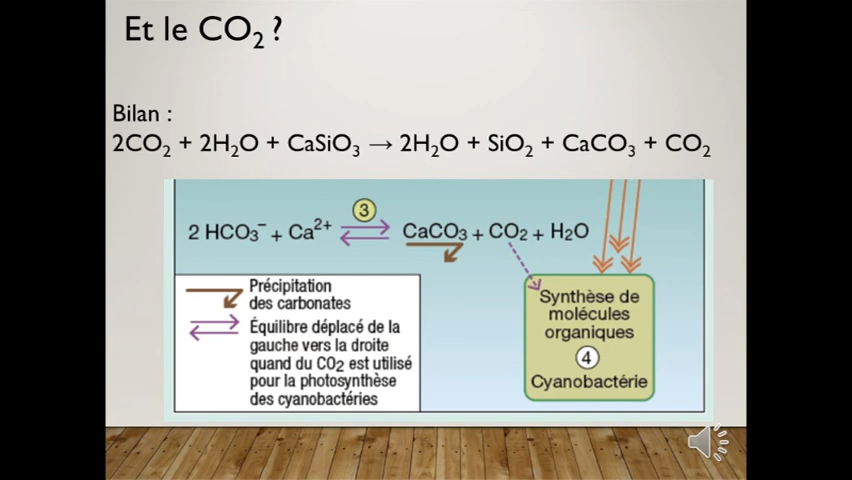 Et le CO₂ ?
Bilan :
2CO₂ + 2H₂O + CaSiO₃ → 2H₂O + SiO₂ + CaCO₃ + CO₂
3
2 HCO₃⁻ + Ca²⁺ ⇌ CaCO₃ + CO₂ + H₂O
Précipitation
des carbonates
Équilibre déplacé de la
gauche vers la droite
quand du CO₂ est utilisé
pour la photosynthèse
des cyanobactéries
Synthèse de
molécules
organiques
4
Cyanobactérie